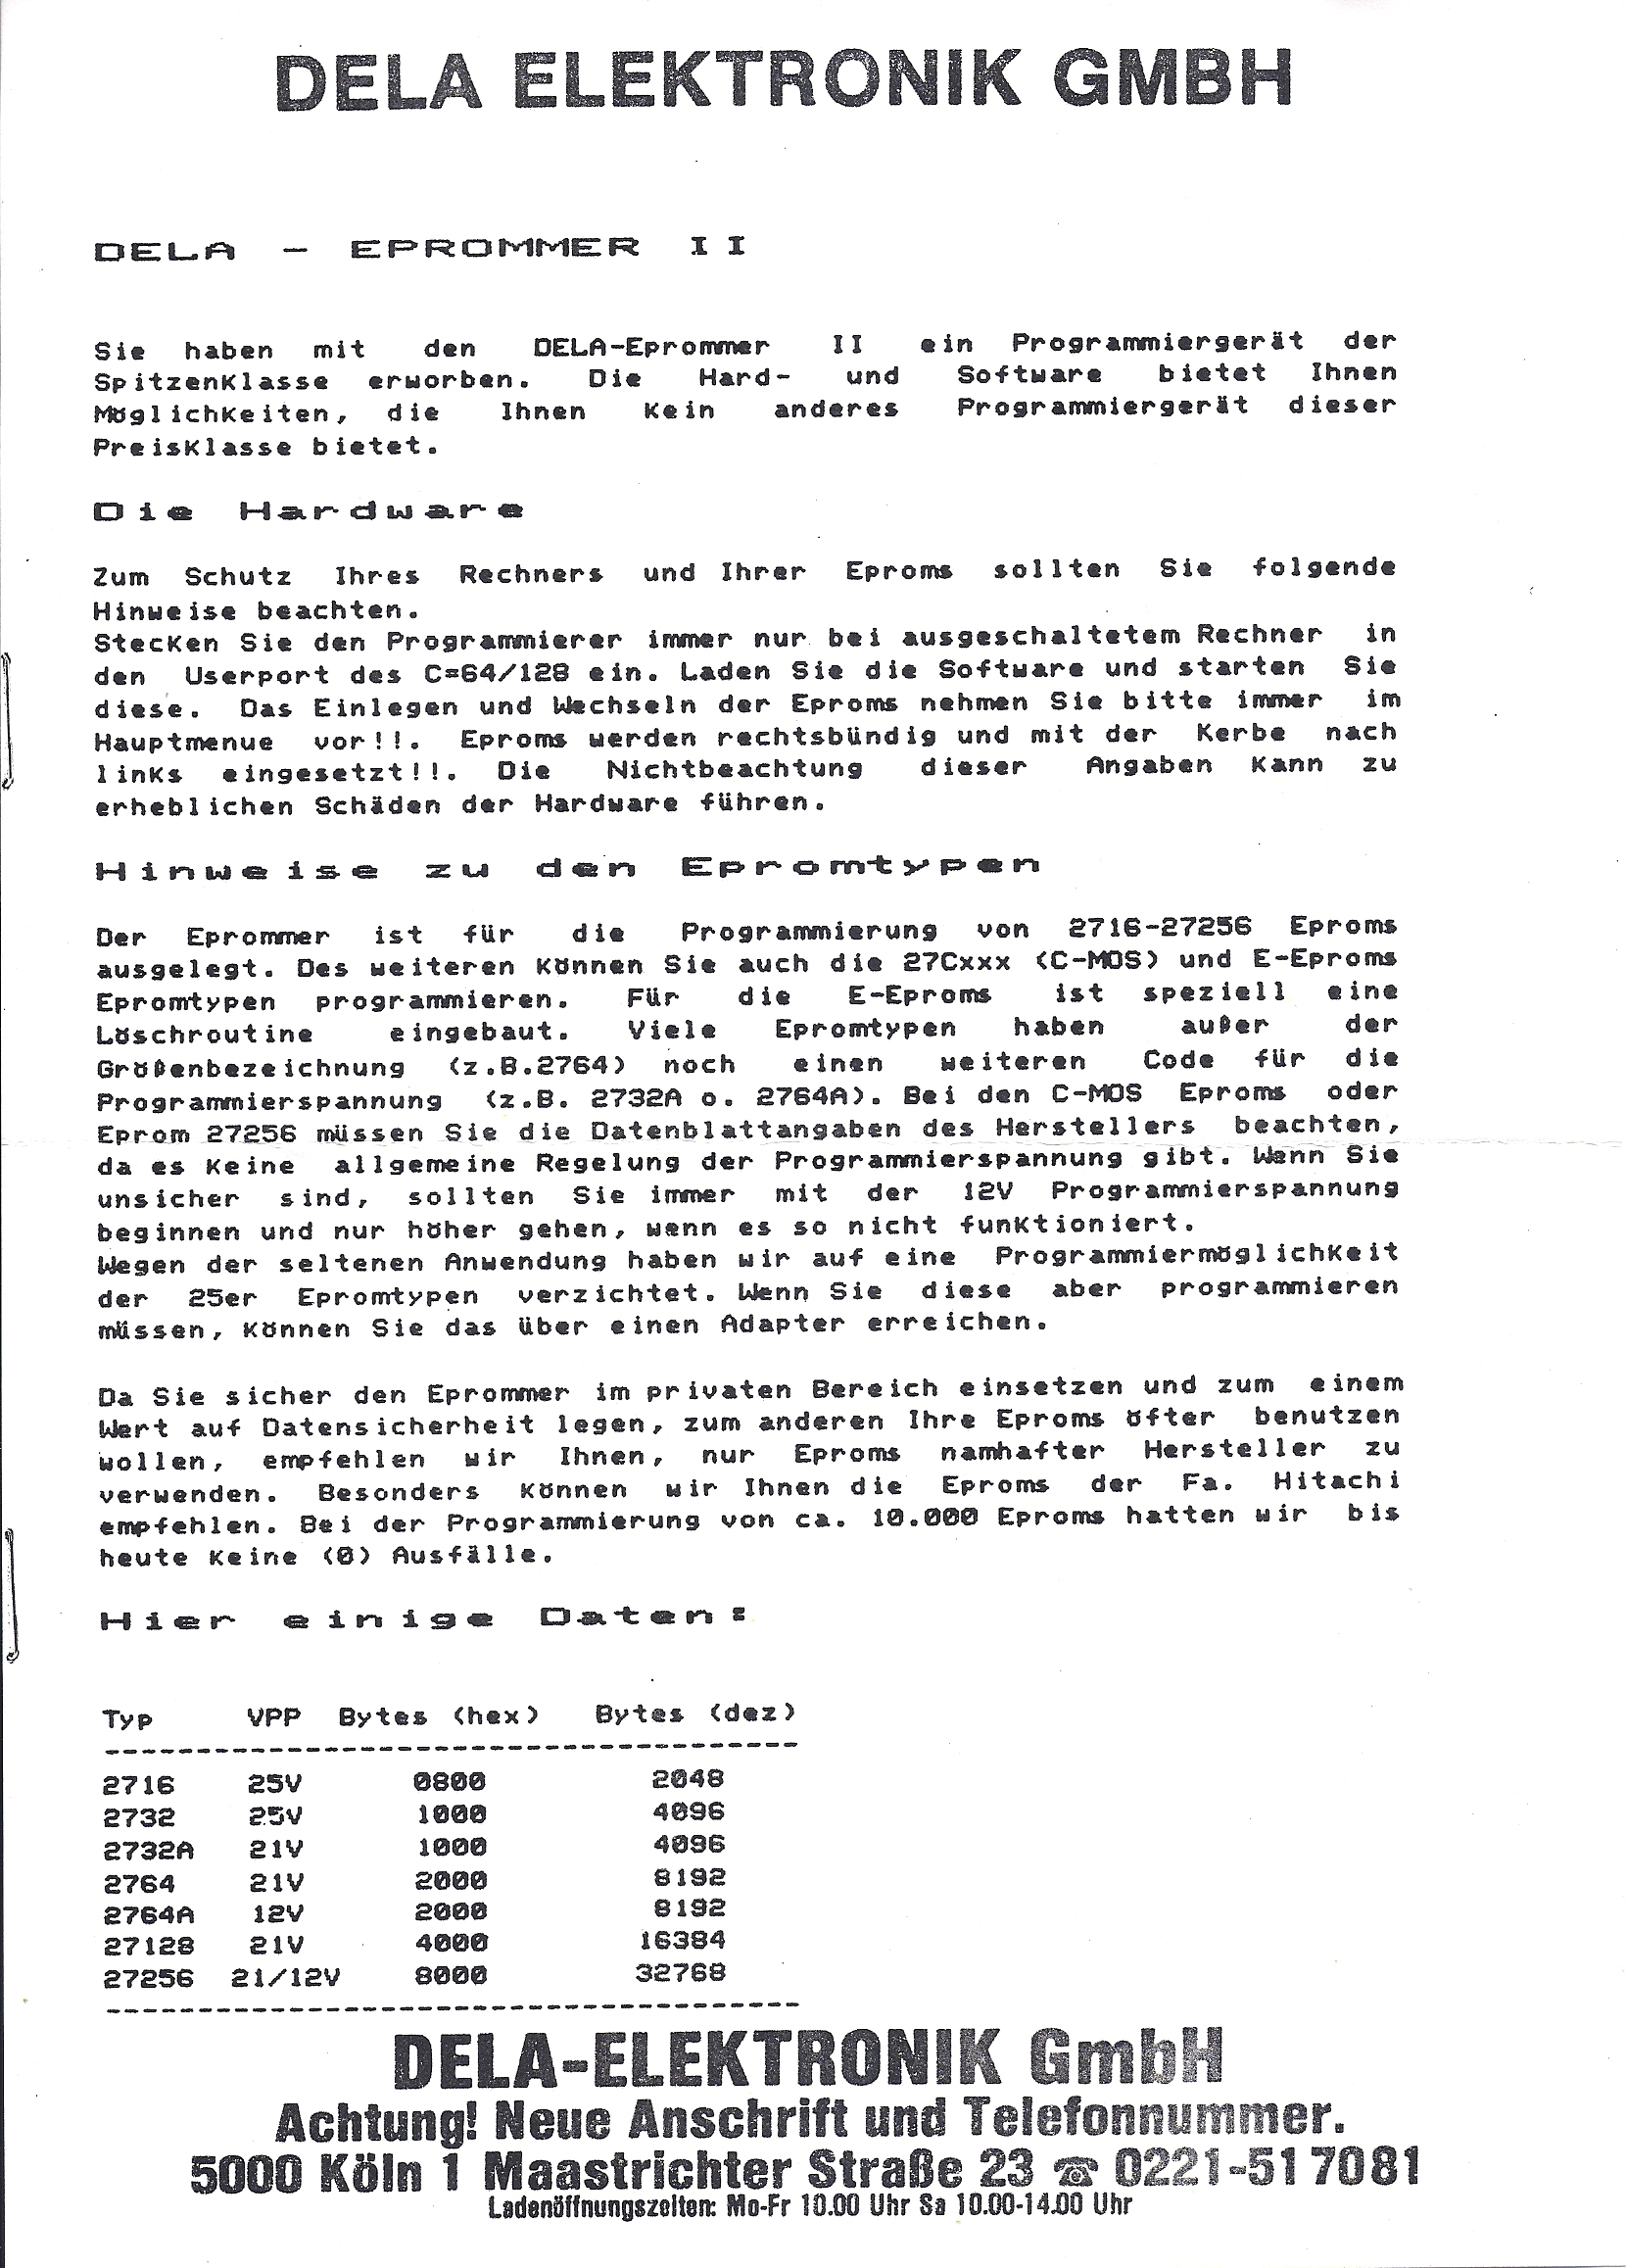 DELA ELEKTRONIK GMBH
DELA - EPROMMER II
Sie haben mit den DELA-Eprommer II ein Programmiergerät der
Spitzenklasse erworben. Die Hard- und Software bietet Ihnen
Möglichkeiten, die Ihnen kein anderes Programmiergerät dieser
Preisklasse bietet.
Die Hardware
Zum Schutz Ihres Rechners und Ihrer Eproms sollten Sie folgende
Hinweise beachten.
Stecken Sie den Programmierer immer nur bei ausgeschaltetem Rechner in
den Userport des C=64/128 ein. Laden Sie die Software und starten Sie
diese. Das Einlegen und Wechseln der Eproms nehmen Sie bitte immer im
Hauptmenue vor!!. Eproms werden rechtsbündig und mit der Kerbe nach
links eingesetzt!!. Die Nichtbeachtung dieser Angaben kann zu
erheblichen Schäden der Hardware führen.
Hinweise zu den Epromtypen
Der Eprommer ist für die Programmierung von 2716-27256 Eproms
ausgelegt. Des weiteren können Sie auch die 27Cxxx (C-MOS) und E-Eproms
Epromtypen programmieren. Für die E-Eproms ist speziell eine
Löschroutine eingebaut. Viele Epromtypen haben außer der
Größenbezeichnung (z.B.2764) noch einen weiteren Code für die
Programmierspannung (z.B. 2732A o. 2764A). Bei den C-MOS Eproms oder
Eprom 27256 müssen Sie die Datenblattangaben des Herstellers beachten,
da es keine allgemeine Regelung der Programmierspannung gibt. Wenn Sie
unsicher sind, sollten Sie immer mit der 12V Programmierspannung
beginnen und nur höher gehen, wenn es so nicht funktioniert.
Wegen der seltenen Anwendung haben wir auf eine Programmiermöglichkeit
der 25er Epromtypen verzichtet. Wenn Sie diese aber programmieren
müssen, können Sie das über einen Adapter erreichen.
Da Sie sicher den Eprommer im privaten Bereich einsetzen und zum einem
Wert auf Datensicherheit legen, zum anderen Ihre Eproms öfter benutzen
wollen, empfehlen wir Ihnen, nur Eproms namhafter Hersteller zu
verwenden. Besonders können wir Ihnen die Eproms der Fa. Hitachi
empfehlen. Bei der Programmierung von ca. 10.000 Eproms hatten wir bis
heute keine (0) Ausfälle.
Hier einige Daten:
Typ VPP Bytes (hex) Bytes (dez)
---------------------------------------
2716 25V 0800 2048
2732 25V 1000 4096
2732A 21V 1000 4096
2764 21V 2000 8192
2764A 12V 2000 8192
27128 21V 4000 16384
27256 21/12V 8000 32768
---------------------------------------
DELA-ELEKTRONIK GmbH
Achtung! Neue Anschrift und Telefonnummer.
5000 Köln 1 Maastrichter Straße 23 ☎ 0221-517081
Ladenöffnungszeiten: Mo-Fr 10.00 Uhr Sa 10.00-14.00 Uhr